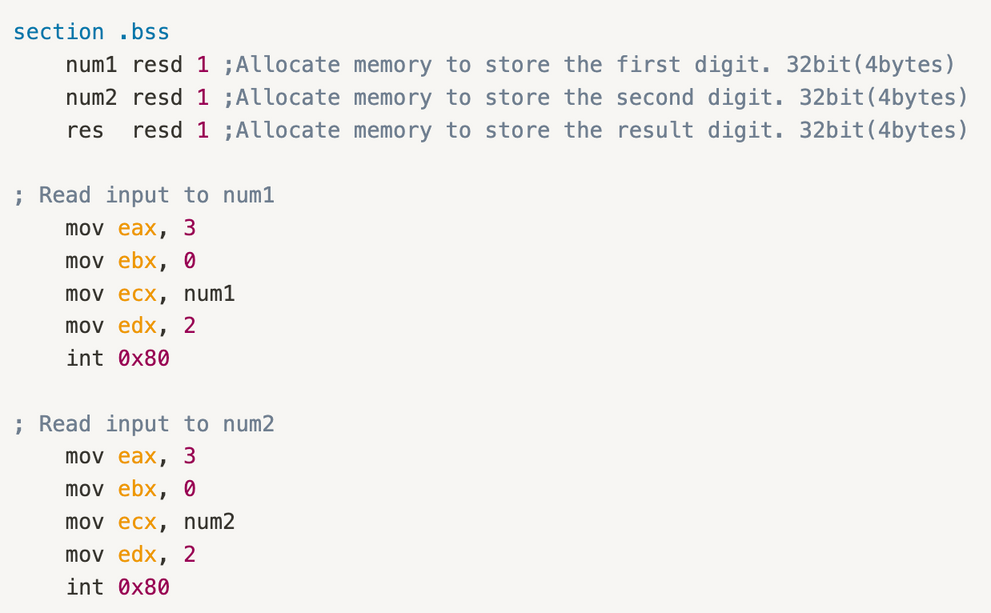 section .bss
    num1 resd 1 ;Allocate memory to store the first digit. 32bit(4bytes)
    num2 resd 1 ;Allocate memory to store the second digit. 32bit(4bytes)
    res  resd 1 ;Allocate memory to store the result digit. 32bit(4bytes)

; Read input to num1
    mov eax, 3
    mov ebx, 0
    mov ecx, num1
    mov edx, 2
    int 0x80

; Read input to num2
    mov eax, 3
    mov ebx, 0
    mov ecx, num2
    mov edx, 2
    int 0x80